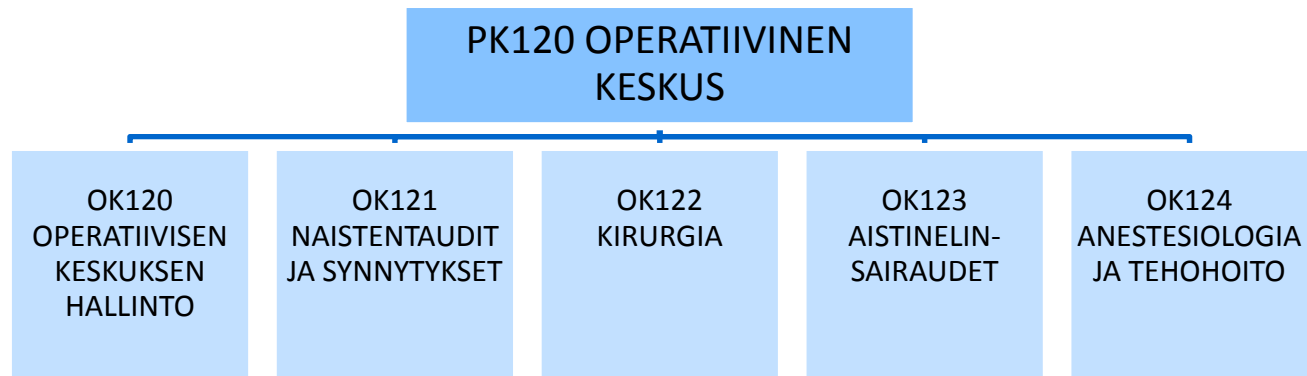 PK120 OPERATIIVINEN
KESKUS
OK120
OPERATIIVISEN
KESKUKSEN
HALLINTO
OK121
NAISTENTAUDIT
JA SYNNYTYKSET
OK122
KIRURGIA
OK123
AISTINELIN-
SAIRAUDET
OK124
ANESTESIOLOGIA
JA TEHOHOITO